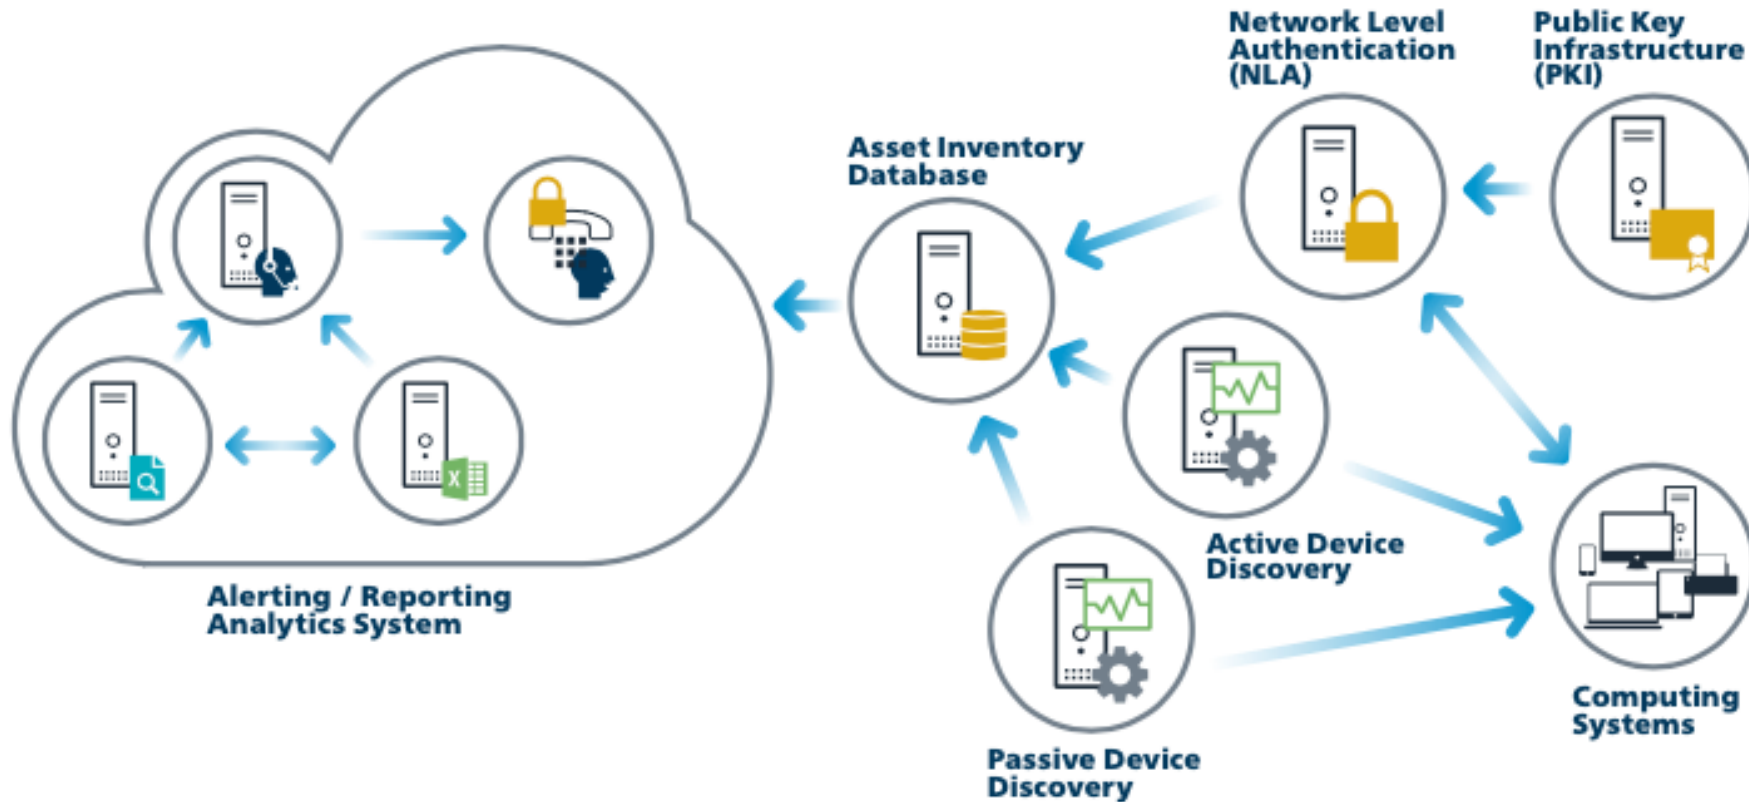 Network Level
Authentication
(NLA)
Public Key
Infrastructure
(PKI)
Asset Inventory
Database
Active Device
Discovery
Alerting / Reporting
Analytics System
Computing
Systems
Passive Device
Discovery
X